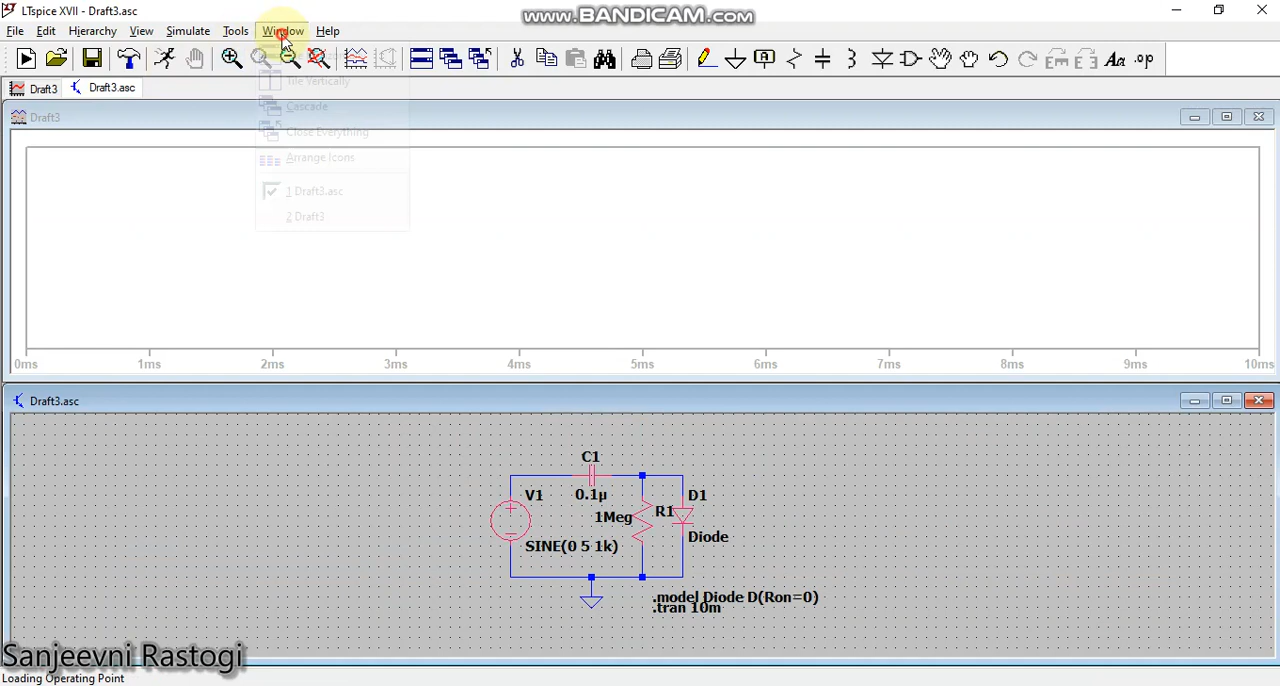 LTspice XVII - Draft3.asc
www.BANDICAM.com
File Edit Hierarchy View Simulate Tools Window Help
Draft3 Draft3.asc
Tile Vertically
Cascade
Close Everything
Arrange Icons
1 Draft3.asc
2 Draft3
Draft3
0ms 1ms 2ms 3ms 4ms 5ms 6ms 7ms 8ms 9ms 10ms
Draft3.asc
C1
V1 0.1µ D1
1Meg R1
Diode
SINE(0 5 1k)
.model Diode D(Ron=0)
.tran 10m
Sanjeevni Rastogi
Loading Operating Point